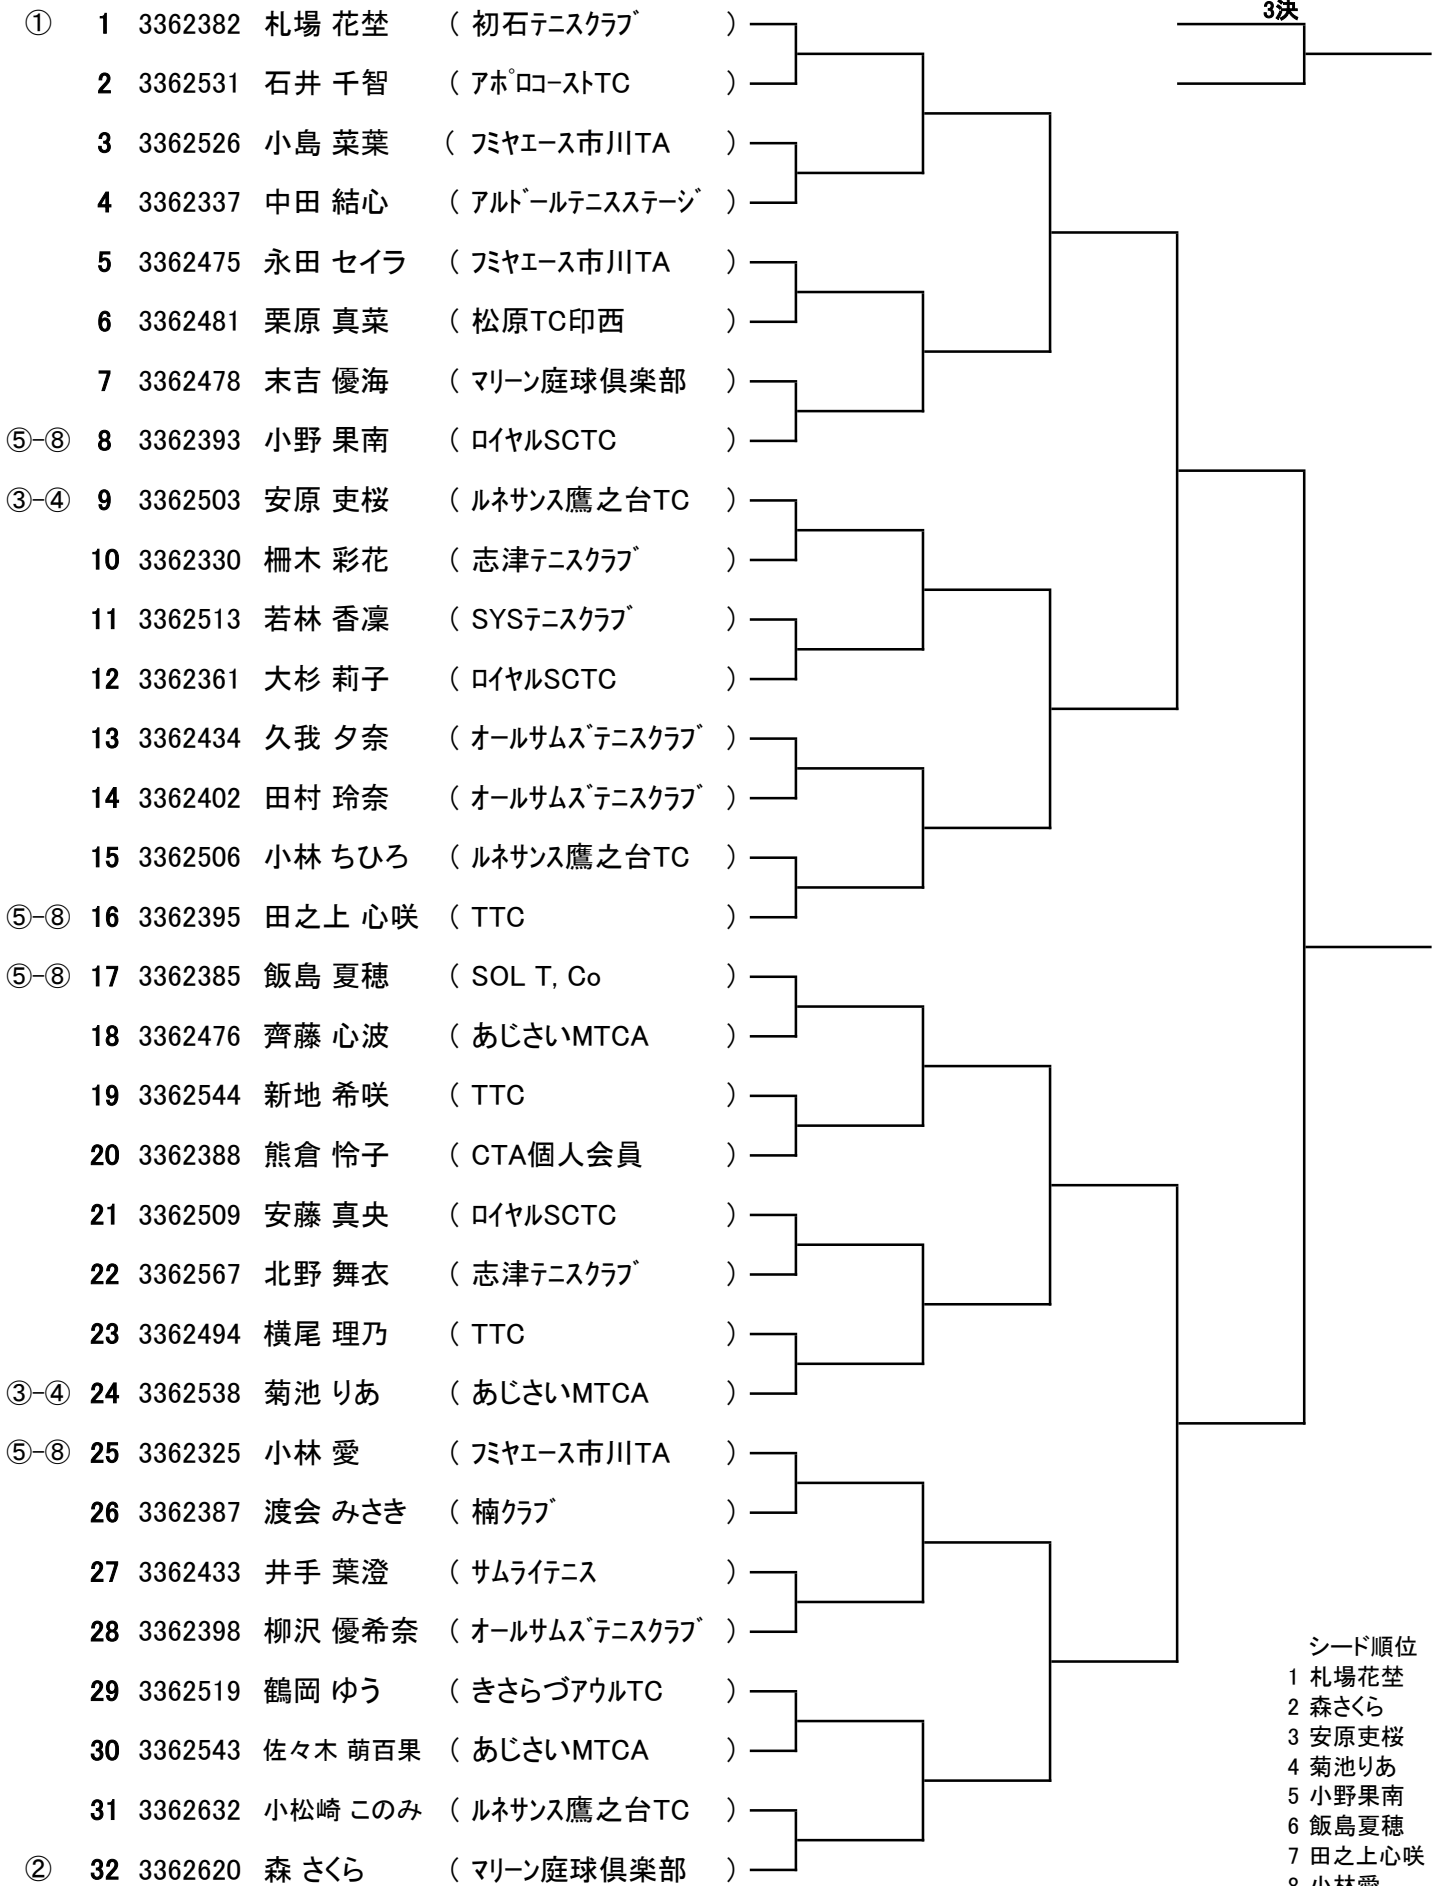 3決
① 1 3362382 札場 花埜 ( 初石ﾃﾆｽｸﾗﾌﾞ )
2 3362531 石井 千智 ( ｱﾎﾟﾛｺｰｽﾄTC )
3 3362526 小島 菜葉 ( ﾌﾐﾔｴｰｽ市川TA )
4 3362337 中田 結心 ( ｱﾙﾄﾞｰﾙﾃﾆｽｽﾃｰｼﾞ )
5 3362475 永田 セイラ ( ﾌﾐﾔｴｰｽ市川TA )
6 3362481 栗原 真菜 ( 松原TC印西 )
7 3362478 末吉 優海 ( ﾏﾘｰﾝ庭球倶楽部 )
⑤-⑧ 8 3362393 小野 果南 ( ﾛｲﾔﾙSCTC )
③-④ 9 3362503 安原 吏桜 ( ﾙﾈｻﾝｽ鷹之台TC )
10 3362330 柵木 彩花 ( 志津ﾃﾆｽｸﾗﾌﾞ )
11 3362513 若林 香凜 ( SYSﾃﾆｽｸﾗﾌﾞ )
12 3362361 大杉 莉子 ( ﾛｲﾔﾙSCTC )
13 3362434 久我 夕奈 ( ｵｰﾙｻﾑｽﾞﾃﾆｽｸﾗﾌﾞ )
14 3362402 田村 玲奈 ( ｵｰﾙｻﾑｽﾞﾃﾆｽｸﾗﾌﾞ )
15 3362506 小林 ちひろ ( ﾙﾈｻﾝｽ鷹之台TC )
⑤-⑧ 16 3362395 田之上 心咲 ( TTC )
⑤-⑧ 17 3362385 飯島 夏穂 ( SOL T, Co )
18 3362476 齊藤 心波 ( あじさいMTCA )
19 3362544 新地 希咲 ( TTC )
20 3362388 熊倉 怜子 ( CTA個人会員 )
21 3362509 安藤 真央 ( ﾛｲﾔﾙSCTC )
22 3362567 北野 舞衣 ( 志津ﾃﾆｽｸﾗﾌﾞ )
23 3362494 横尾 理乃 ( TTC )
③-④ 24 3362538 菊池 りあ ( あじさいMTCA )
⑤-⑧ 25 3362325 小林 愛 ( ﾌﾐﾔｴｰｽ市川TA )
26 3362387 渡会 みさき ( 楠ｸﾗﾌﾞ )
27 3362433 井手 葉澄 ( ｻﾑﾗｲﾃﾆｽ )
28 3362398 柳沢 優希奈 ( ｵｰﾙｻﾑｽﾞﾃﾆｽｸﾗﾌﾞ )
29 3362519 鶴岡 ゆう ( きさらづｱｳﾙTC )
30 3362543 佐々木 萌百果 ( あじさいMTCA )
31 3362632 小松崎 このみ ( ﾙﾈｻﾝｽ鷹之台TC )
② 32 3362620 森 さくら ( ﾏﾘｰﾝ庭球倶楽部 )
シード順位
1 札場花埜
2 森さくら
3 安原吏桜
4 菊池りあ
5 小野果南
6 飯島夏穂
7 田之上心咲
8 小林愛